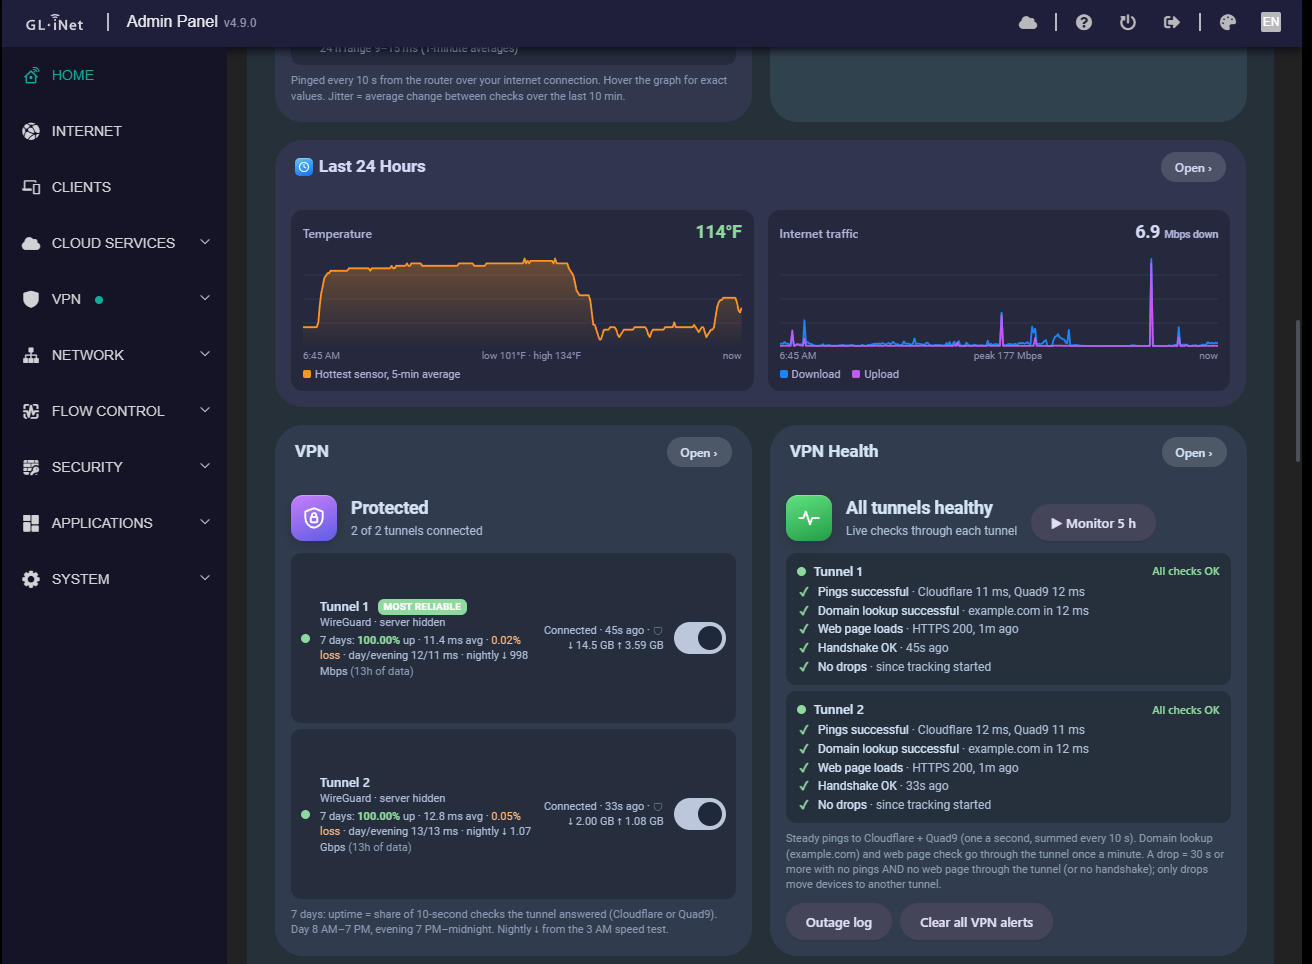 GL·iNet
Admin Panel v4.9.0
EN
HOME
INTERNET
CLIENTS
CLOUD SERVICES
VPN
NETWORK
FLOW CONTROL
SECURITY
APPLICATIONS
SYSTEM
24 h range 9–15 ms (1-minute averages)
Pinged every 10 s from the router over your internet connection. Hover the graph for exact
values. Jitter = average change between checks over the last 10 min.
Last 24 Hours
Open ›
Temperature
114°F
6:45 AM
low 101°F · high 134°F
now
Hottest sensor, 5-min average
Internet traffic
6.9 Mbps down
6:45 AM
peak 177 Mbps
now
Download
Upload
VPN
Open ›
Protected
2 of 2 tunnels connected
Tunnel 1 MOST RELIABLE
WireGuard · server hidden
7 days: 100.00% up · 11.4 ms avg · 0.02%
loss · day/evening 12/11 ms · nightly ↓ 998
Mbps (13h of data)
Connected · 45s ago ·
↓ 14.5 GB ↑ 3.59 GB
Tunnel 2
WireGuard · server hidden
7 days: 100.00% up · 12.8 ms avg · 0.05%
loss · day/evening 13/13 ms · nightly ↓ 1.07
Gbps (13h of data)
Connected · 33s ago ·
↓ 2.00 GB ↑ 1.08 GB
7 days: uptime = share of 10-second checks the tunnel answered (Cloudflare or Quad9).
Day 8 AM–7 PM, evening 7 PM–midnight. Nightly ↓ from the 3 AM speed test.
VPN Health
Open ›
All tunnels healthy
Live checks through each tunnel
▶ Monitor 5 h
Tunnel 1
All checks OK
✓ Pings successful · Cloudflare 11 ms, Quad9 12 ms
✓ Domain lookup successful · example.com in 12 ms
✓ Web page loads · HTTPS 200, 1m ago
✓ Handshake OK · 45s ago
✓ No drops · since tracking started
Tunnel 2
All checks OK
✓ Pings successful · Cloudflare 12 ms, Quad9 11 ms
✓ Domain lookup successful · example.com in 12 ms
✓ Web page loads · HTTPS 200, 1m ago
✓ Handshake OK · 33s ago
✓ No drops · since tracking started
Steady pings to Cloudflare + Quad9 (one a second, summed every 10 s). Domain lookup
(example.com) and web page check go through the tunnel once a minute. A drop = 30 s or
more with no pings AND no web page through the tunnel (or no handshake); only drops
move devices to another tunnel.
Outage log
Clear all VPN alerts